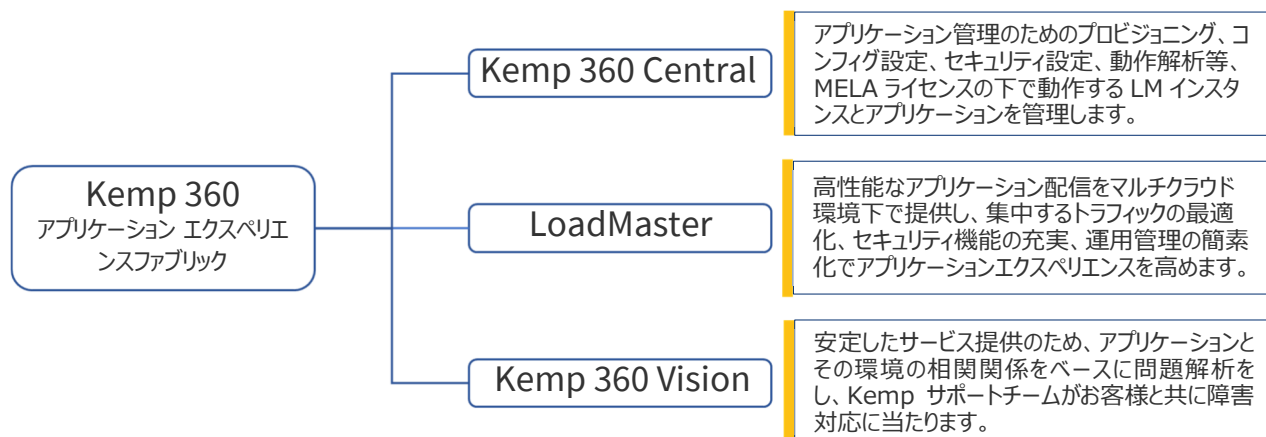 Kemp 360
アプリケーション エクスペリエ
ンスファブリック
Kemp 360 Central
アプリケーション管理のためのプロビジョニング、コ
ンフィグ設定、セキュリティ設定、動作解析等、
MELA ライセンスの下で動作する LM インスタ
ンスとアプリケーションを管理します。
LoadMaster
高性能なアプリケーション配信をマルチクラウド
環境下で提供し、集中するトラフィックの最適
化、セキュリティ機能の充実、運用管理の簡素
化でアプリケーションエクスペリエンスを高めます。
Kemp 360 Vision
安定したサービス提供のため、アプリケーションと
その環境の相関関係をベースに問題解析を
し、Kemp サポートチームがお客様と共に障害
対応に当たります。